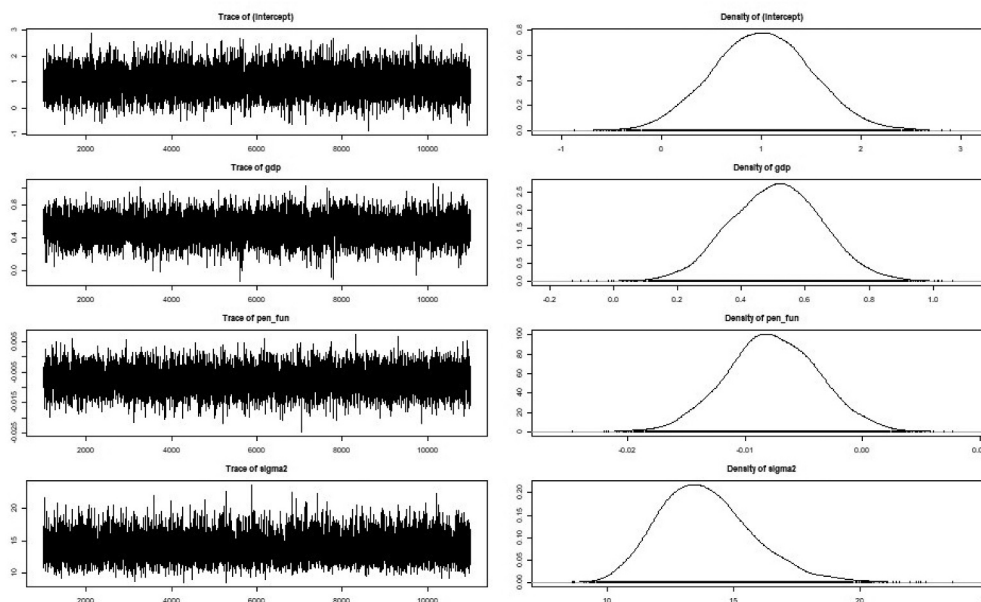 Trace of (Intercept)
3
2
1
0
-1
2000 4000 6000 8000 10000
Density of (Intercept)
0.8
0.6
0.4
0.2
0.0
-1 0 1 2 3
Trace of gdp
0.8
0.4
0.0
2000 4000 6000 8000 10000
Density of gdp
2.5
2.0
1.5
1.0
0.5
0.0
-0.2 0.0 0.2 0.4 0.6 0.8 1.0
Trace of pen_fun
0.005
-0.005
-0.015
-0.025
2000 4000 6000 8000 10000
Density of pen_fun
100
80
60
40
20
0
-0.02 -0.01 0.00
Trace of sigma2
20
15
10
2000 4000 6000 8000 10000
Density of sigma2
0.20
0.15
0.10
0.05
0.00
10 15 20